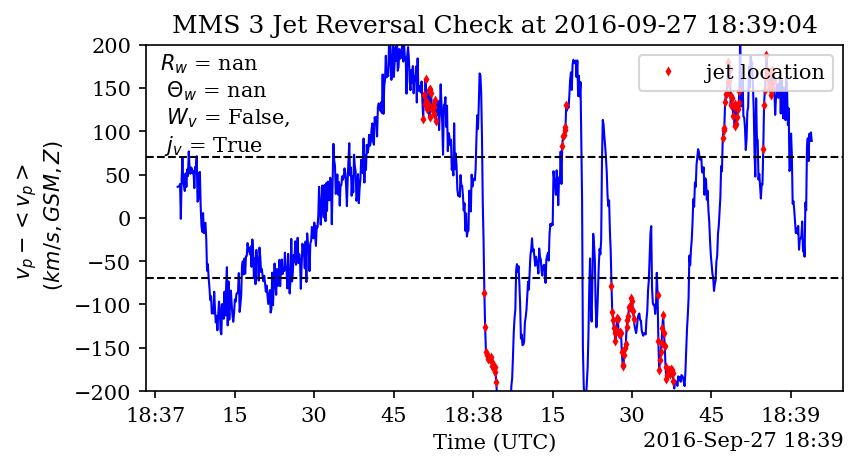 MMS 3 Jet Reversal Check at 2016-09-27 18:39:04
R_w = nan
Θ_w = nan
W_v = False,
j_v = True
jet location
v_p − < v_p >
(km/s, GSM, Z)
200
150
100
50
0
−50
−100
−150
−200
18:37 15 30 45 18:38 15 30 45 18:39
Time (UTC)
2016-Sep-27 18:39